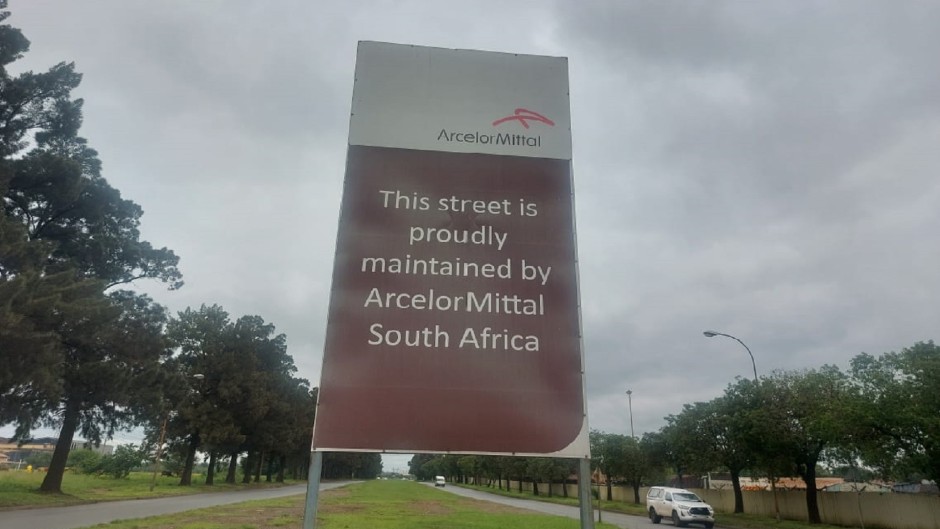 ArcelorMittal
This street is
proudly
maintained by
ArcelorMittal
South Africa